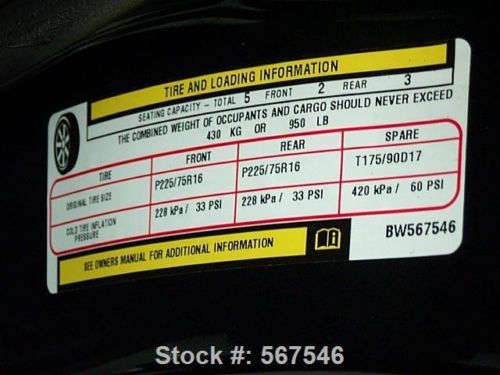 TIRE AND LOADING INFORMATION
SEATING CAPACITY - TOTAL 5 FRONT 2 REAR 3
THE COMBINED WEIGHT OF OCCUPANTS AND CARGO SHOULD NEVER EXCEED
430 KG OR 950 LB
TIRE FRONT REAR SPARE
ORIGINAL TIRE SIZE P225/75R16 P225/75R16 T175/90D17
COLD TIRE INFLATION
PRESSURE 228 kPa / 33 PSI 228 kPa / 33 PSI 420 kPa / 60 PSI
SEE OWNERS MANUAL FOR ADDITIONAL INFORMATION BW567546
Stock #: 567546